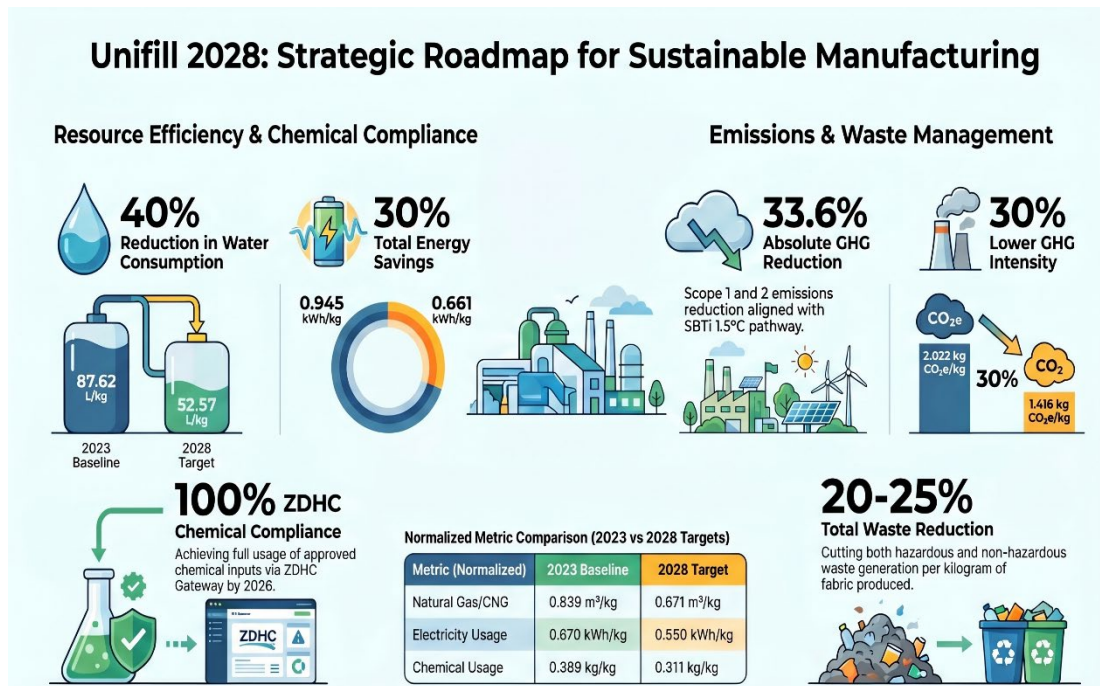 Unifill 2028: Strategic Roadmap for Sustainable Manufacturing
Resource Efficiency & Chemical Compliance
40%
Reduction in Water
Consumption
30%
Total Energy
Savings
87.62
L/kg
52.57
L/kg
2023
Baseline
2028
Target
0.945
kWh/kg
0.661
kWh/kg
100% ZDHC
Chemical Compliance
Achieving full usage of approved
chemical inputs via ZDHC
Gateway by 2026.
ZDHC
Emissions & Waste Management
33.6%
Absolute GHG
Reduction
Scope 1 and 2 emissions
reduction aligned with
SBTi 1.5°C pathway.
30%
Lower GHG
Intensity
CO₂e
2.022 kg
CO₂e/kg
30%
CO₂
1.416 kg
CO₂e/kg
Normalized Metric Comparison (2023 vs 2028 Targets)
Metric (Normalized) 2023 Baseline 2028 Target
Natural Gas/CNG 0.839 m³/kg 0.671 m³/kg
Electricity Usage 0.670 kWh/kg 0.550 kWh/kg
Chemical Usage 0.389 kg/kg 0.311 kg/kg
20-25%
Total Waste Reduction
Cutting both hazardous and non-hazardous
waste generation per kilogram of
fabric produced.